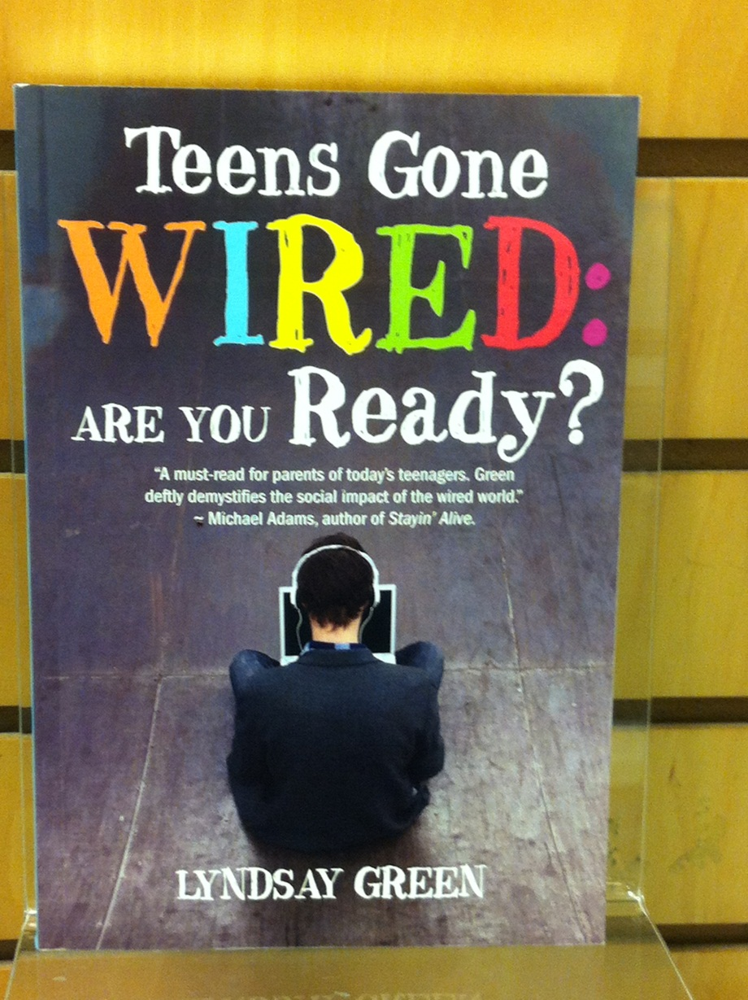 Teens Gone
WIRED:
ARE YOU Ready?
“A must-read for parents of today’s teenagers. Green
deftly demystifies the social impact of the wired world.”
~ Michael Adams, author of Stayin’ Alive.
LYNDSAY GREEN